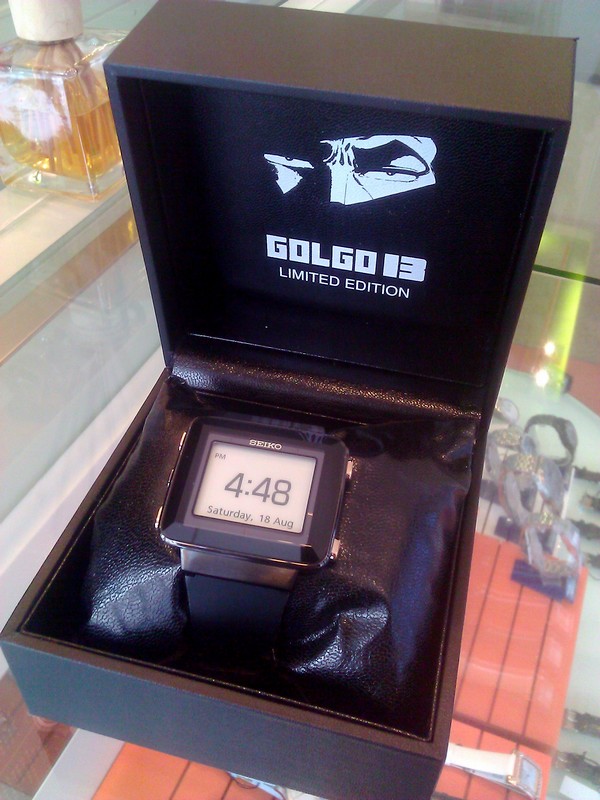 GOLGO 13
LIMITED EDITION
SEIKO
PM
4:48
Saturday, 18 Aug